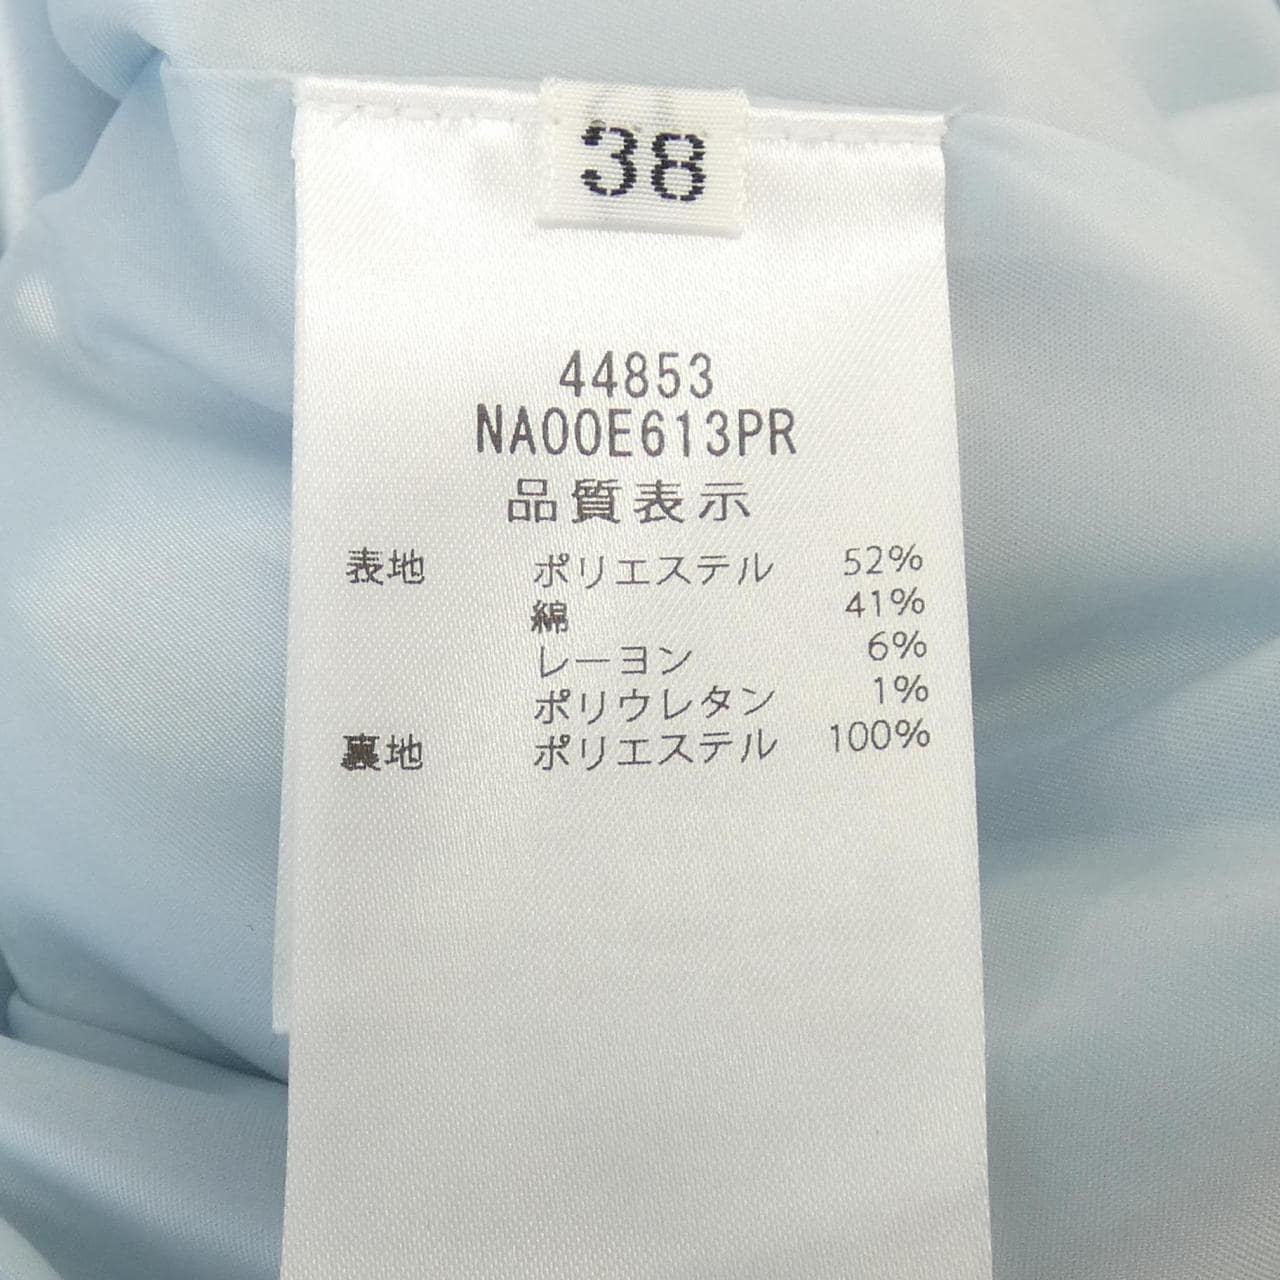 38
44853
NA00E613PR
品質表示
表地 ポリエステル 52%
綿 41%
レーヨン 6%
ポリウレタン 1%
裏地 ポリエステル 100%